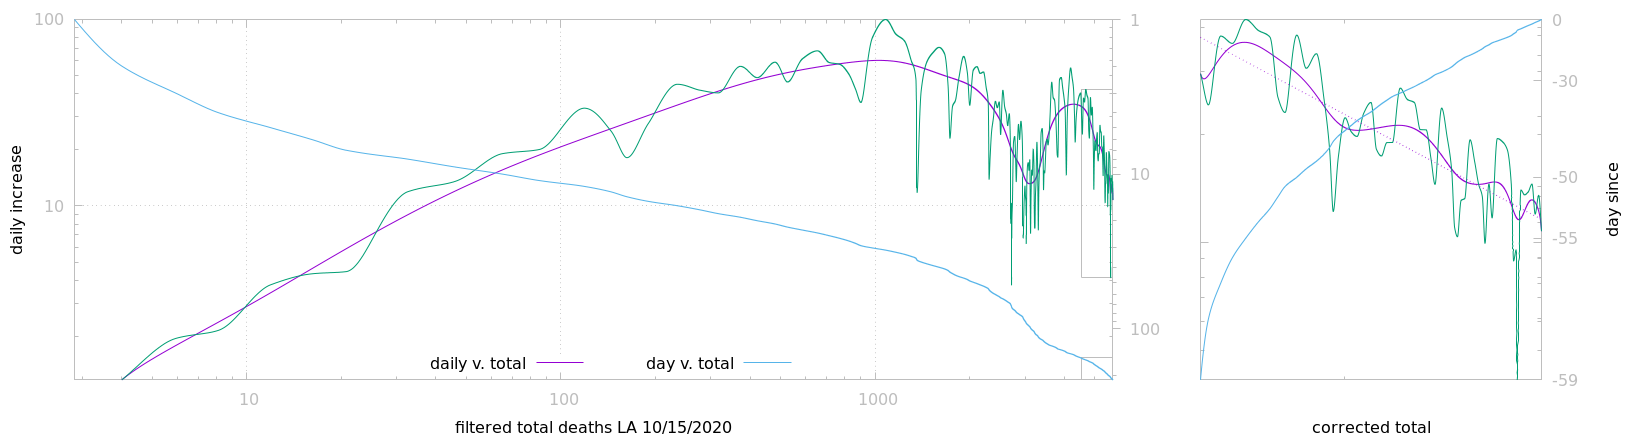 100
10
daily increase
daily v. total
day v. total
10
100
1000
filtered total deaths LA 10/15/2020
1
10
100
0
-30
-50
-55
-59
day since
corrected total